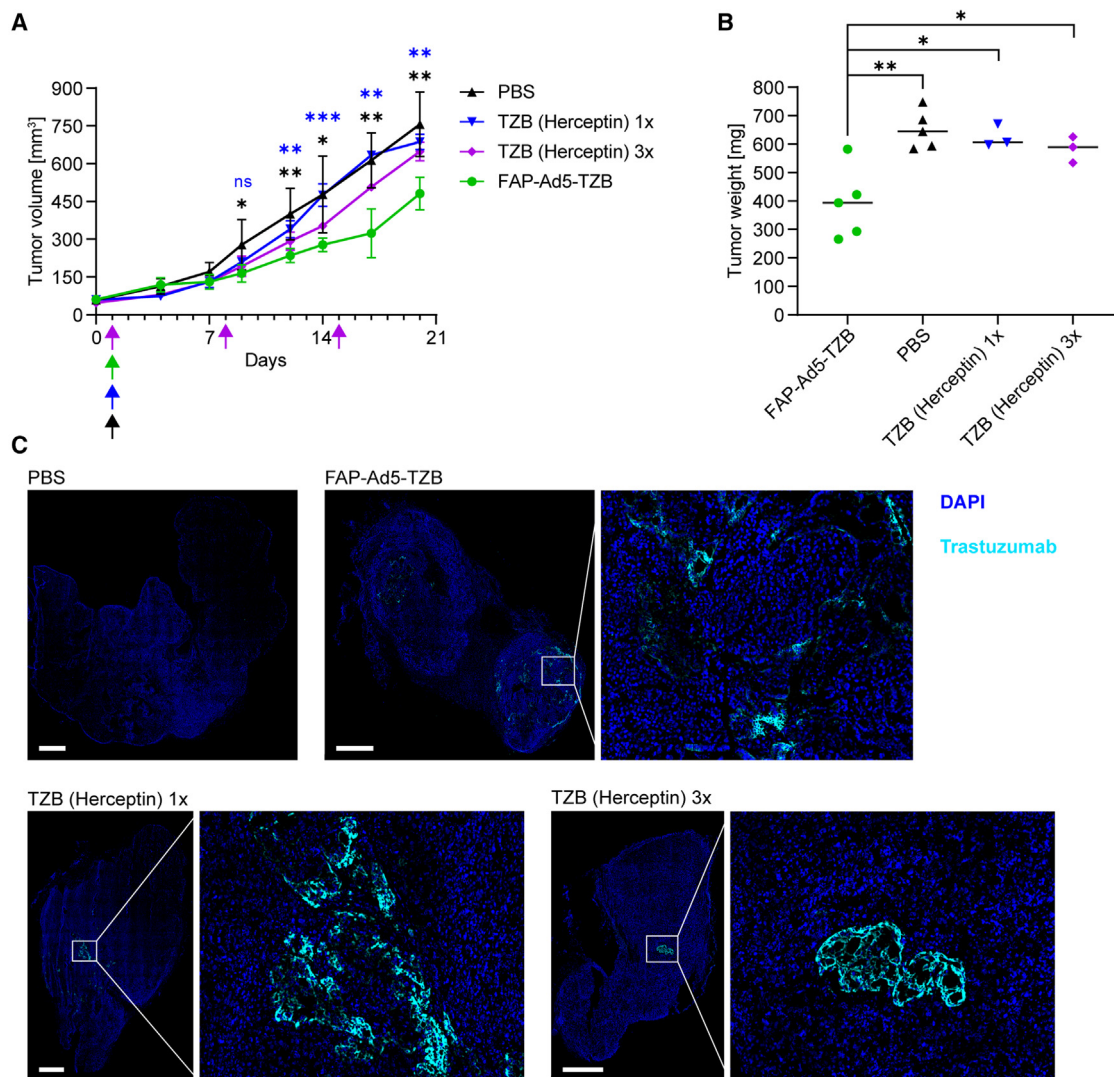 A
Tumor volume [mm³]
900
750
600
450
300
150
0
0
7
14
21
Days
ns
*
**
**
***
*
**
**
**
**
PBS
TZB (Herceptin) 1x
TZB (Herceptin) 3x
FAP-Ad5-TZB
B
Tumor weight [mg]
800
700
600
500
400
300
200
100
0
*
*
**
FAP-Ad5-TZB
PBS
TZB (Herceptin) 1x
TZB (Herceptin) 3x
C
PBS
FAP-Ad5-TZB
DAPI
Trastuzumab
TZB (Herceptin) 1x
TZB (Herceptin) 3x